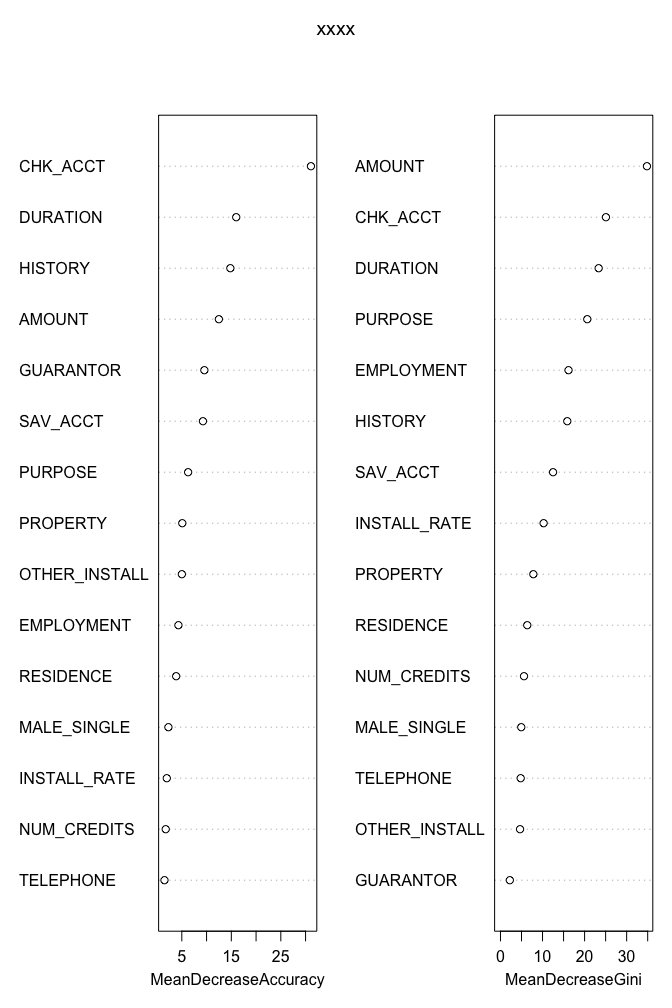 xxxx
CHK_ACCT
DURATION
HISTORY
AMOUNT
GUARANTOR
SAV_ACCT
PURPOSE
PROPERTY
OTHER_INSTALL
EMPLOYMENT
RESIDENCE
MALE_SINGLE
INSTALL_RATE
NUM_CREDITS
TELEPHONE
5 15 25
MeanDecreaseAccuracy
AMOUNT
CHK_ACCT
DURATION
PURPOSE
EMPLOYMENT
HISTORY
SAV_ACCT
INSTALL_RATE
PROPERTY
RESIDENCE
NUM_CREDITS
MALE_SINGLE
TELEPHONE
OTHER_INSTALL
GUARANTOR
0 10 20 30
MeanDecreaseGini